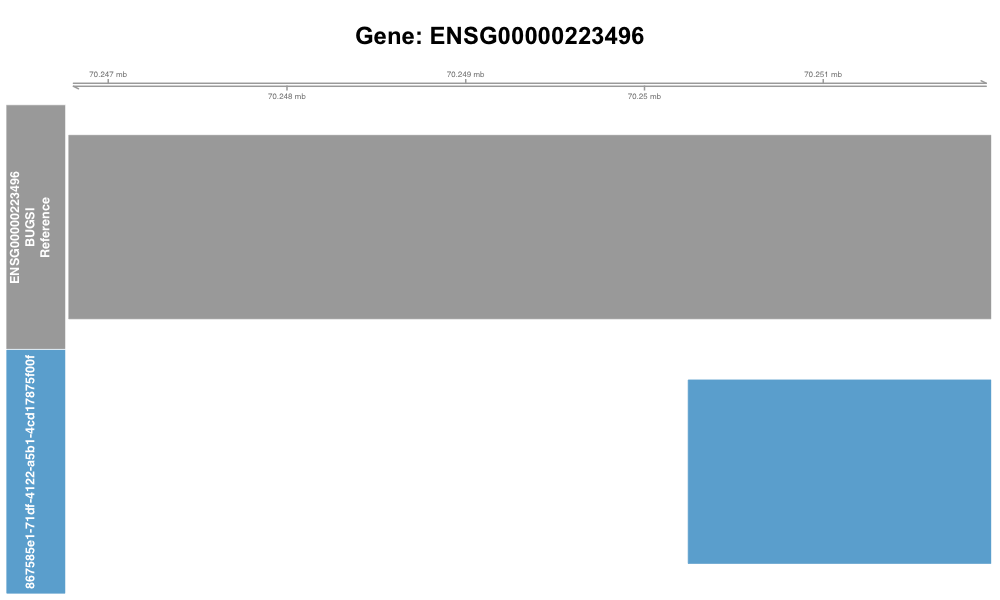 Gene: ENSG00000223496
70.247 mb
70.249 mb
70.251 mb
70.248 mb
70.25 mb
ENSG00000223496
BUGSI
Reference
867585e1-71df-4122-a5b1-4cd17875f00f